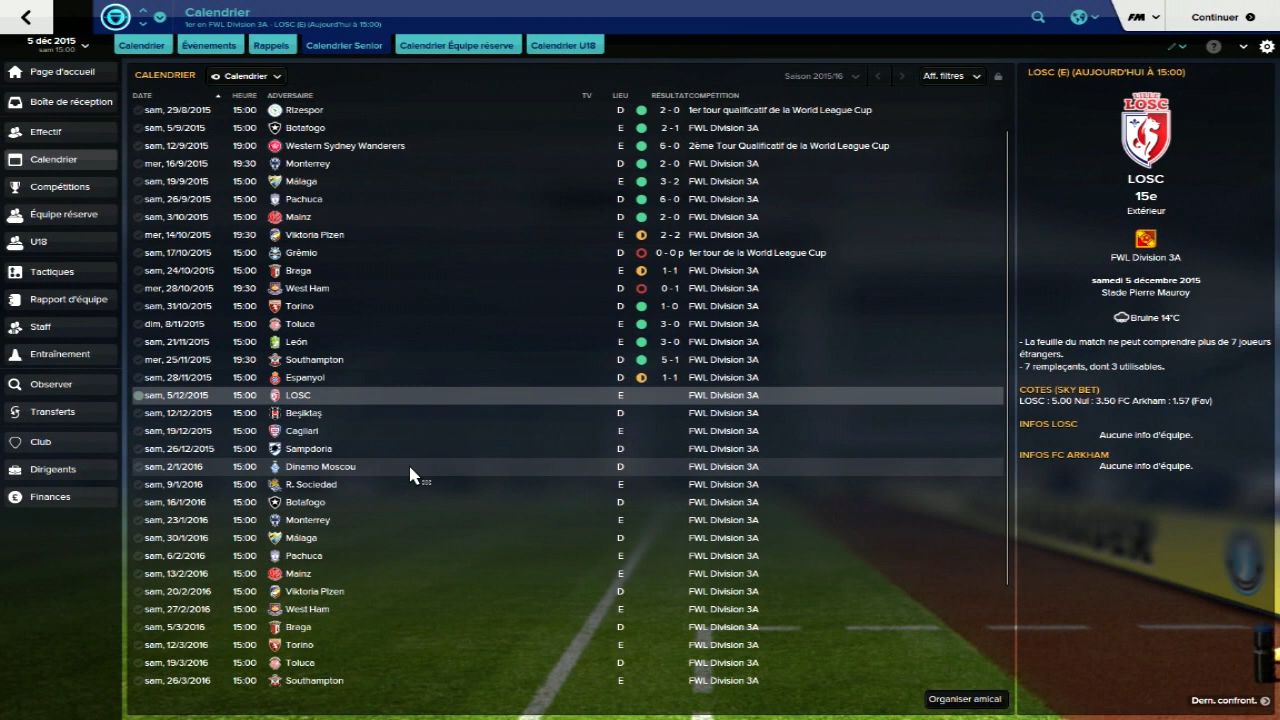 Calendrier
1er en FWL Division 3A - LOSC (E) (Aujourd'hui à 15:00)
FM
Continuer
5 déc 2015
sam 15:00
Calendrier Évenements Rappels Calendrier Senior Calendrier Équipe réserve Calendrier U18
Page d'accueil
Boîte de réception
Effectif
Calendrier
Compétitions
Équipe réserve
U18
Tactiques
Rapport d'équipe
Staff
Entraînement
Observer
Transferts
Club
Dirigeants
Finances
CALENDRIER Calendrier Saison 2015/16 Aff. filtres
DATE HEURE ADVERSAIRE TV LIEU RÉSULTAT COMPÉTITION
sam, 29/8/2015 15:00 Rizespor D 2 - 0 1er tour qualificatif de la World League Cup
sam, 5/9/2015 15:00 Botafogo E 2 - 1 FWL Division 3A
sam, 12/9/2015 19:00 Western Sydney Wanderers E 6 - 0 2ème Tour Qualificatif de la World League Cup
mer, 16/9/2015 19:30 Monterrey D 2 - 0 FWL Division 3A
sam, 19/9/2015 15:00 Málaga E 3 - 2 FWL Division 3A
sam, 26/9/2015 15:00 Pachuca D 6 - 0 FWL Division 3A
sam, 3/10/2015 15:00 Mainz D 2 - 0 FWL Division 3A
mer, 14/10/2015 19:30 Viktoria Plzen E 2 - 2 FWL Division 3A
sam, 17/10/2015 15:00 Grêmio D 0 - 0 p 1er tour de la World League Cup
sam, 24/10/2015 15:00 Braga E 1 - 1 FWL Division 3A
mer, 28/10/2015 19:30 West Ham D 0 - 1 FWL Division 3A
sam, 31/10/2015 15:00 Torino D 1 - 0 FWL Division 3A
dim, 8/11/2015 15:00 Toluca E 3 - 0 FWL Division 3A
sam, 21/11/2015 15:00 León E 3 - 0 FWL Division 3A
mer, 25/11/2015 19:30 Southampton D 5 - 1 FWL Division 3A
sam, 28/11/2015 15:00 Espanyol D 1 - 1 FWL Division 3A
sam, 5/12/2015 15:00 LOSC E FWL Division 3A
sam, 12/12/2015 15:00 Beşiktaş D FWL Division 3A
sam, 19/12/2015 15:00 Cagliari E FWL Division 3A
sam, 26/12/2015 15:00 Sampdoria D FWL Division 3A
sam, 2/1/2016 15:00 Dinamo Moscou D FWL Division 3A
sam, 9/1/2016 15:00 R. Sociedad E FWL Division 3A
sam, 16/1/2016 15:00 Botafogo D FWL Division 3A
sam, 23/1/2016 15:00 Monterrey E FWL Division 3A
sam, 30/1/2016 15:00 Málaga D FWL Division 3A
sam, 6/2/2016 15:00 Pachuca E FWL Division 3A
sam, 13/2/2016 15:00 Mainz E FWL Division 3A
sam, 20/2/2016 15:00 Viktoria Plzen D FWL Division 3A
sam, 27/2/2016 15:00 West Ham E FWL Division 3A
sam, 5/3/2016 15:00 Braga D FWL Division 3A
sam, 12/3/2016 15:00 Torino E FWL Division 3A
sam, 19/3/2016 15:00 Toluca D FWL Division 3A
sam, 26/3/2016 15:00 Southampton E FWL Division 3A
Organiser amical
LOSC (E) (AUJOURD'HUI À 15:00)
LILLE
LOSC
LOSC
15e
Extérieur
FWL Division 3A
samedi 5 décembre 2015
Stade Pierre Mauroy
Bruine 14°C
- La feuille du match ne peut comprendre plus de 7 joueurs
étrangers.
- 7 remplaçants, dont 3 utilisables.
COTES (SKY BET)
LOSC : 5.00 Nul : 3.50 FC Arkham : 1.57 (Fav)
INFOS LOSC
Aucune info d'équipe.
INFOS FC ARKHAM
Aucune info d'équipe.
Dern. confront.